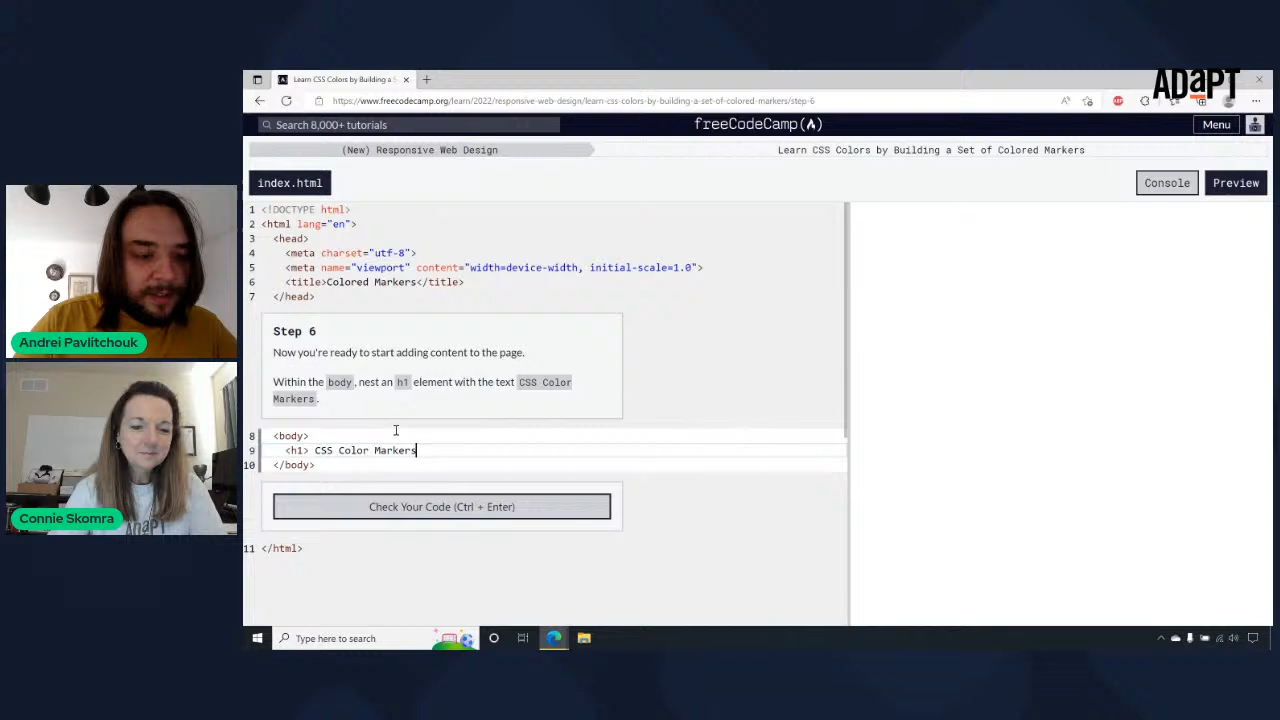 ADaPT
Learn CSS Colors by Building a S
https://www.freecodecamp.org/learn/2022/responsive-web-design/learn-css-colors-by-building-a-set-of-colored-markers/step-6
Search 8,000+ tutorials
freeCodeCamp
Menu
(New) Responsive Web Design
Learn CSS Colors by Building a Set of Colored Markers
index.html
Console
Preview
1 <!DOCTYPE html>
2 <html lang="en">
3 <head>
4 <meta charset="utf-8">
5 <meta name="viewport" content="width=device-width, initial-scale=1.0">
6 <title>Colored Markers</title>
7 </head>
Step 6
Now you're ready to start adding content to the page.
Within the body, nest an h1 element with the text CSS Color
Markers.
8 <body>
9 <h1> CSS Color Markers
10 </body>
Check Your Code (Ctrl + Enter)
11 </html>
Type here to search
Andrei Pavlitchouk
ADaPT
Connie Skomra